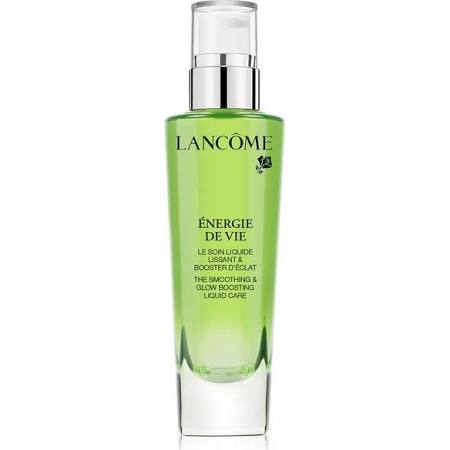 LANCÔME
ÉNERGIE
DE VIE
LE SOIN LIQUIDE
LISSANT &
BOOSTER D'ÉCLAT
THE SMOOTHING &
GLOW BOOSTING
LIQUID CARE